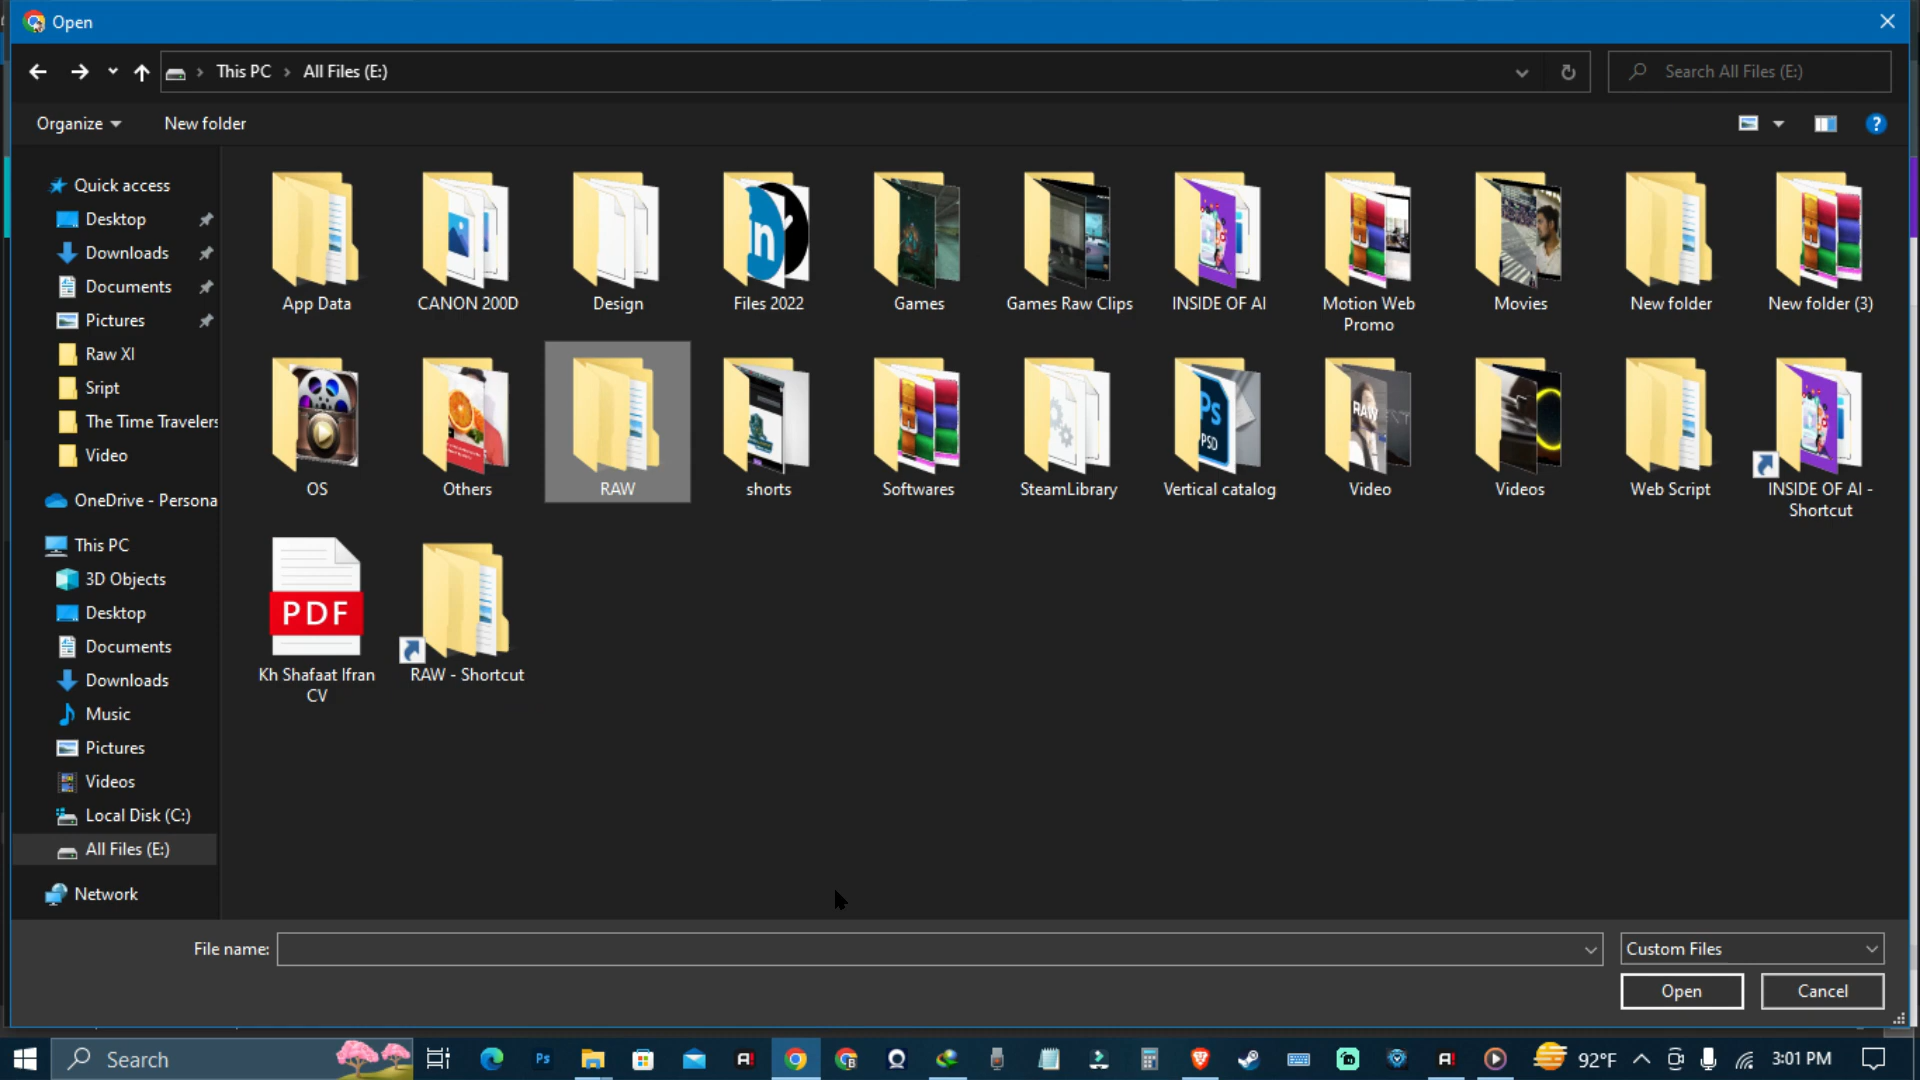 Open
This PC
All Files (E:)
Search All Files (E:)
Organize
New folder
Quick access
Desktop
Downloads
Documents
Pictures
Raw XI
Sript
The Time Travelers
Video
OneDrive - Persona
This PC
3D Objects
Desktop
Documents
Downloads
Music
Pictures
Videos
Local Disk (C:)
All Files (E:)
Network
App Data
CANON 200D
Design
in
Files 2022
Games
Games Raw Clips
INSIDE OF AI
Motion Web
Promo
Movies
New folder
New folder (3)
OS
Others
RAW
shorts
Softwares
SteamLibrary
Ps
PSD
Vertical catalog
RAW
Video
Videos
Web Script
INSIDE OF AI -
Shortcut
PDF
Kh Shafaat Ifran
CV
RAW - Shortcut
File name:
Custom Files
Open
Cancel
Search
Ps
A!
A!
92°F
3:01 PM